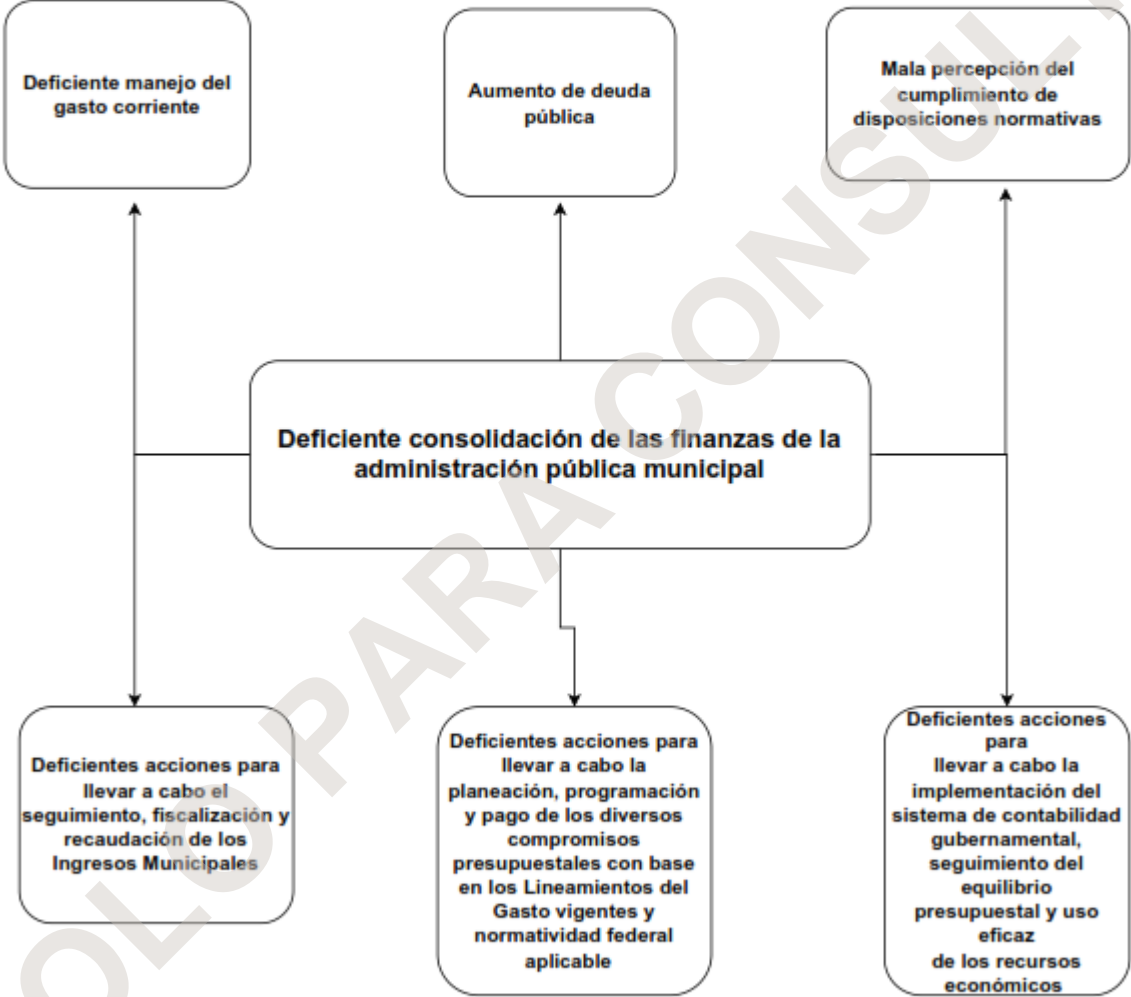 Deficiente manejo del
gasto corriente
Aumento de deuda
pública
Mala percepción del
cumplimiento de
disposiciones normativas
Deficiente consolidación de las finanzas de la
administración pública municipal
Deficientes acciones para
llevar a cabo el
seguimiento, fiscalización y
recaudación de los
Ingresos Municipales
Deficientes acciones para
llevar a cabo la
planeación, programación
y pago de los diversos
compromisos
presupuestales con base
en los Lineamientos del
Gasto vigentes y
normatividad federal
aplicable
Deficientes acciones
para
llevar a cabo la
implementación del
sistema de contabilidad
gubernamental,
seguimiento del
equilibrio
presupuestal y uso
eficaz
de los recursos
económicos
OLO PARA CONSUL